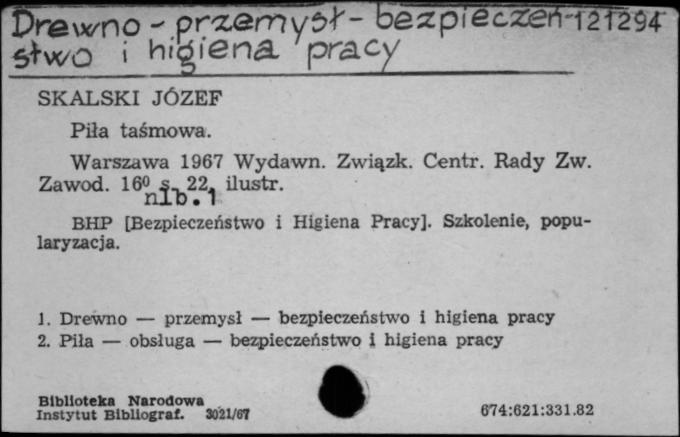 Drewno - przemysł - bezpieczeń- 121294
stwo i higiena pracy
SKALSKI JÓZEF
Piła taśmowa.
Warszawa 1967 Wydawn. Związk. Centr. Rady Zw.
Zawod. 16⁰ s. 22, ilustr.
nlb. 1
BHP [Bezpieczeństwo i Higiena Pracy]. Szkolenie, popu-
laryzacja.
1. Drewno — przemysł — bezpieczeństwo i higiena pracy
2. Piła — obsługa — bezpieczeństwo i higiena pracy
Biblioteka Narodowa
Instytut Bibliograf. 3021/67 674:621:331.82